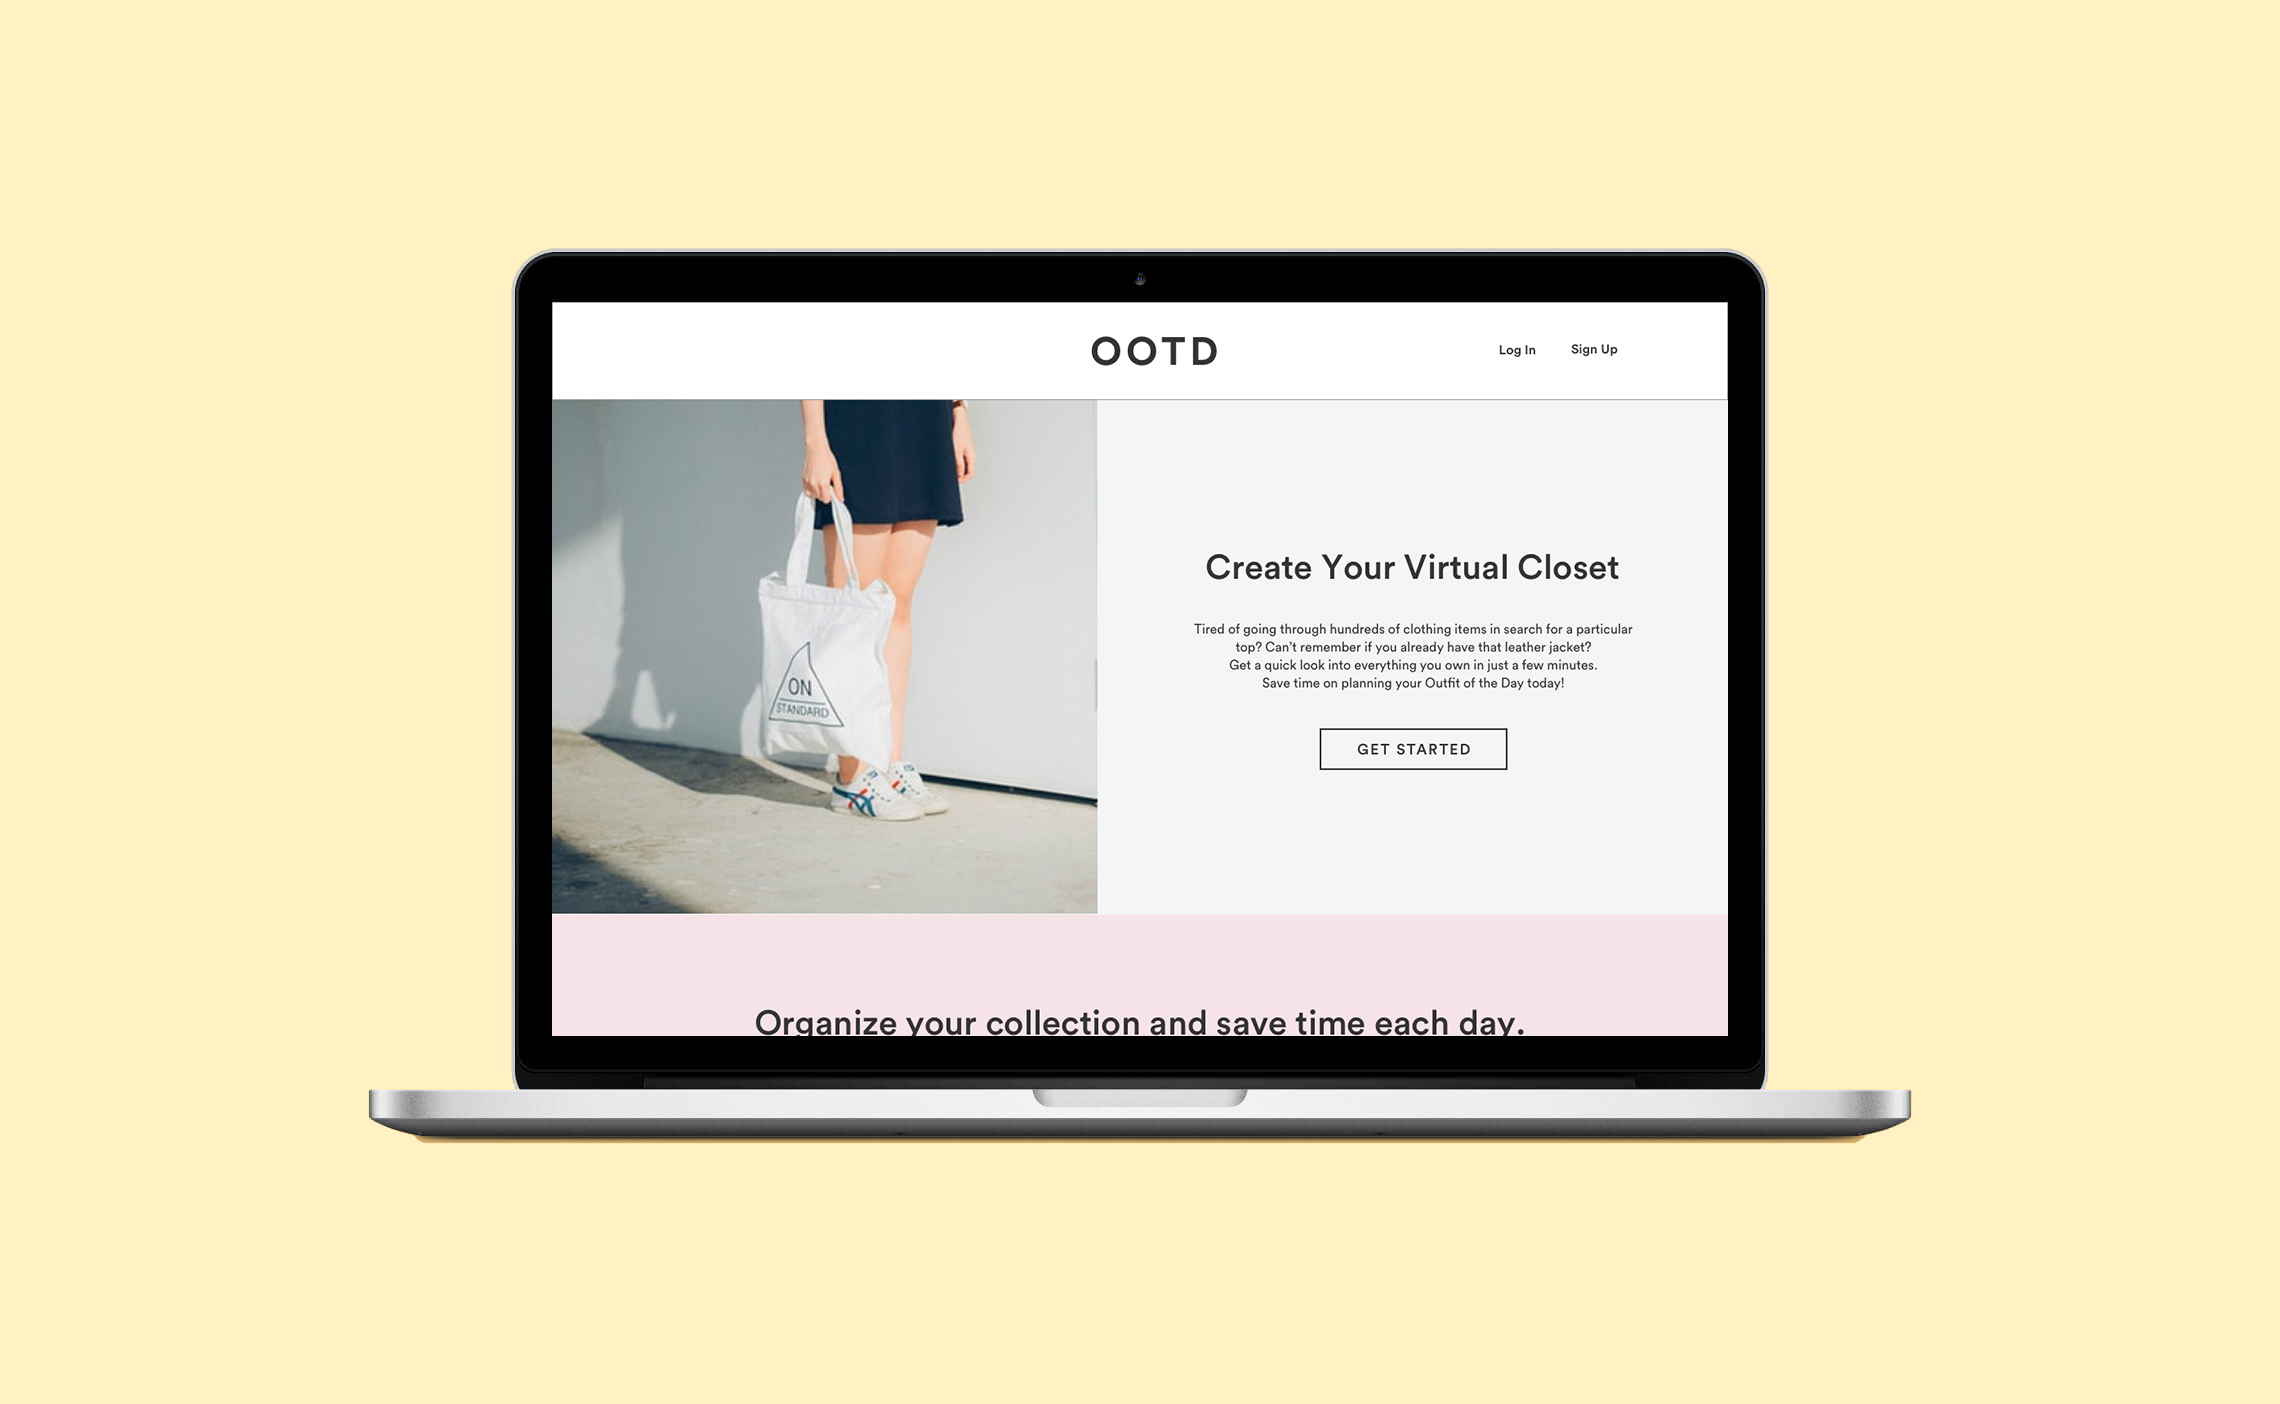 OOTD
Log In
Sign Up
ON
STANDARD
Create Your Virtual Closet
Tired of going through hundreds of clothing items in search for a particular
top? Can't remember if you already have that leather jacket?
Get a quick look into everything you own in just a few minutes.
Save time on planning your Outfit of the Day today!
GET STARTED
Organize your collection and save time each day.